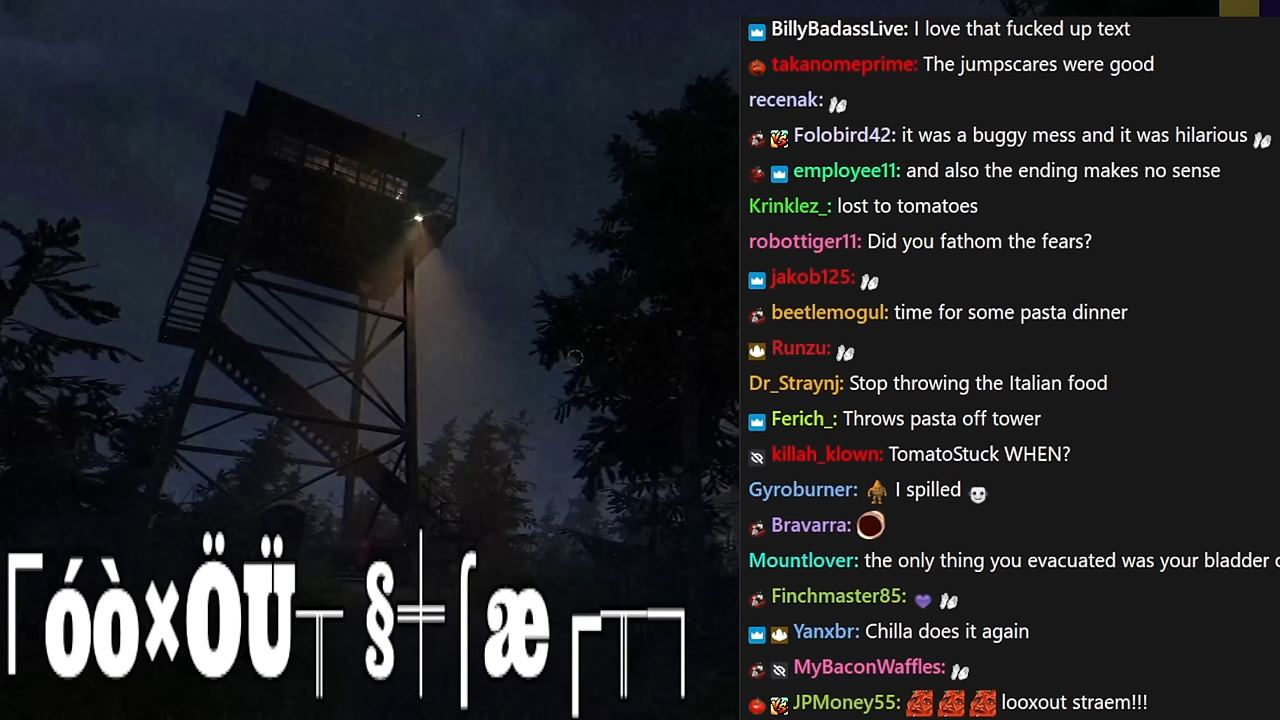 BillyBadassLive: I love that fucked up text
takanomeprime: The jumpscares were good
recenak:
Folobird42: it was a buggy mess and it was hilarious
employee11: and also the ending makes no sense
Krinklez_: lost to tomatoes
robottiger11: Did you fathom the fears?
jakob125:
beetlemogul: time for some pasta dinner
Runzu:
Dr_Straynj: Stop throwing the Italian food
Ferich_: Throws pasta off tower
killah_klown: TomatoStuck WHEN?
Gyroburner: I spilled
Bravarra:
Mountlover: the only thing you evacuated was your bladder
Finchmaster85:
Yanxbr: Chilla does it again
MyBaconWaffles:
JPMoney55: looxout straem!!!